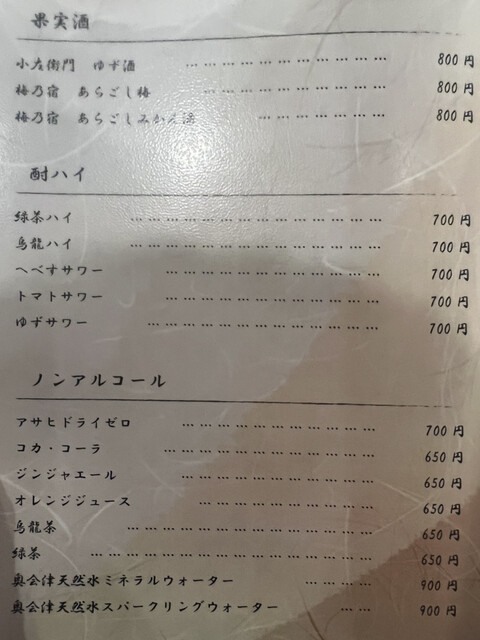 果実酒
小左衛門 ゆず酒 … … … … … … … … … … … 800円
梅乃宿 あらごし梅 … … … … … … … … … … 800円
梅乃宿 あらごしみかん酒 … … … … … … … 800円
酎ハイ
緑茶ハイ … … … … … … … … … … … … … … 700円
烏龍ハイ … … … … … … … … … … … … … … 700円
へべすサワー … … … … … … … … … … … … 700円
トマトサワー … … … … … … … … … … … … 700円
ゆずサワー … … … … … … … … … … … … … 700円
ノンアルコール
アサヒドライゼロ … … … … … … … … … … … 700円
コカ・コーラ … … … … … … … … … … … … 650円
ジンジャエール … … … … … … … … … … … 650円
オレンジジュース … … … … … … … … … … 650円
烏龍茶 … … … … … … … … … … … … … … 650円
緑茶 … … … … … … … … … … … … … … … … 650円
奥会津天然水ミネラルウォーター … … … … 900円
奥会津天然水スパークリングウォーター … … 900円